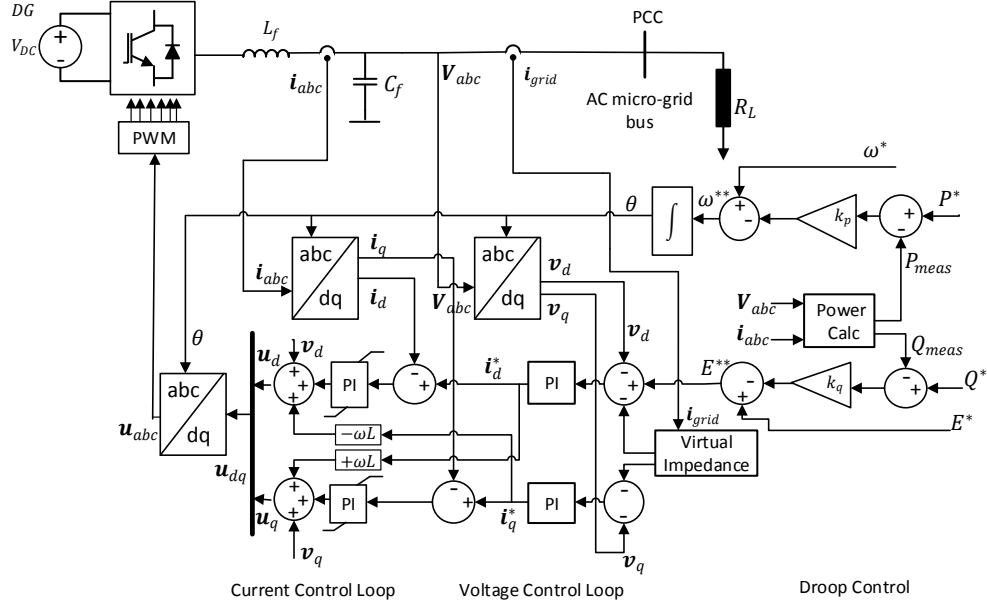 DG
V_DC
+
-
L_f
i_abc
C_f
V_abc
i_grid
PCC
AC micro-grid
bus
R_L
PWM
ω*
θ
∫
ω**
+
-
k_p
+
-
P*
P_meas
abc
dq
i_q
i_d
i_abc
abc
dq
v_d
v_q
V_abc
V_abc
i_abc
Power
Calc
Q_meas
θ
u_d
v_d
+
+
+
PI
-
+
i_d*
PI
v_d
-
+
-
E**
-
+
k_q
-
+
Q*
E*
abc
dq
u_abc
u_dq
−ωL
+ωL
i_grid
Virtual
Impedance
u_q
+
+
+
v_q
PI
-
+
i_q*
PI
-
-
v_q
Current Control Loop
Voltage Control Loop
Droop Control